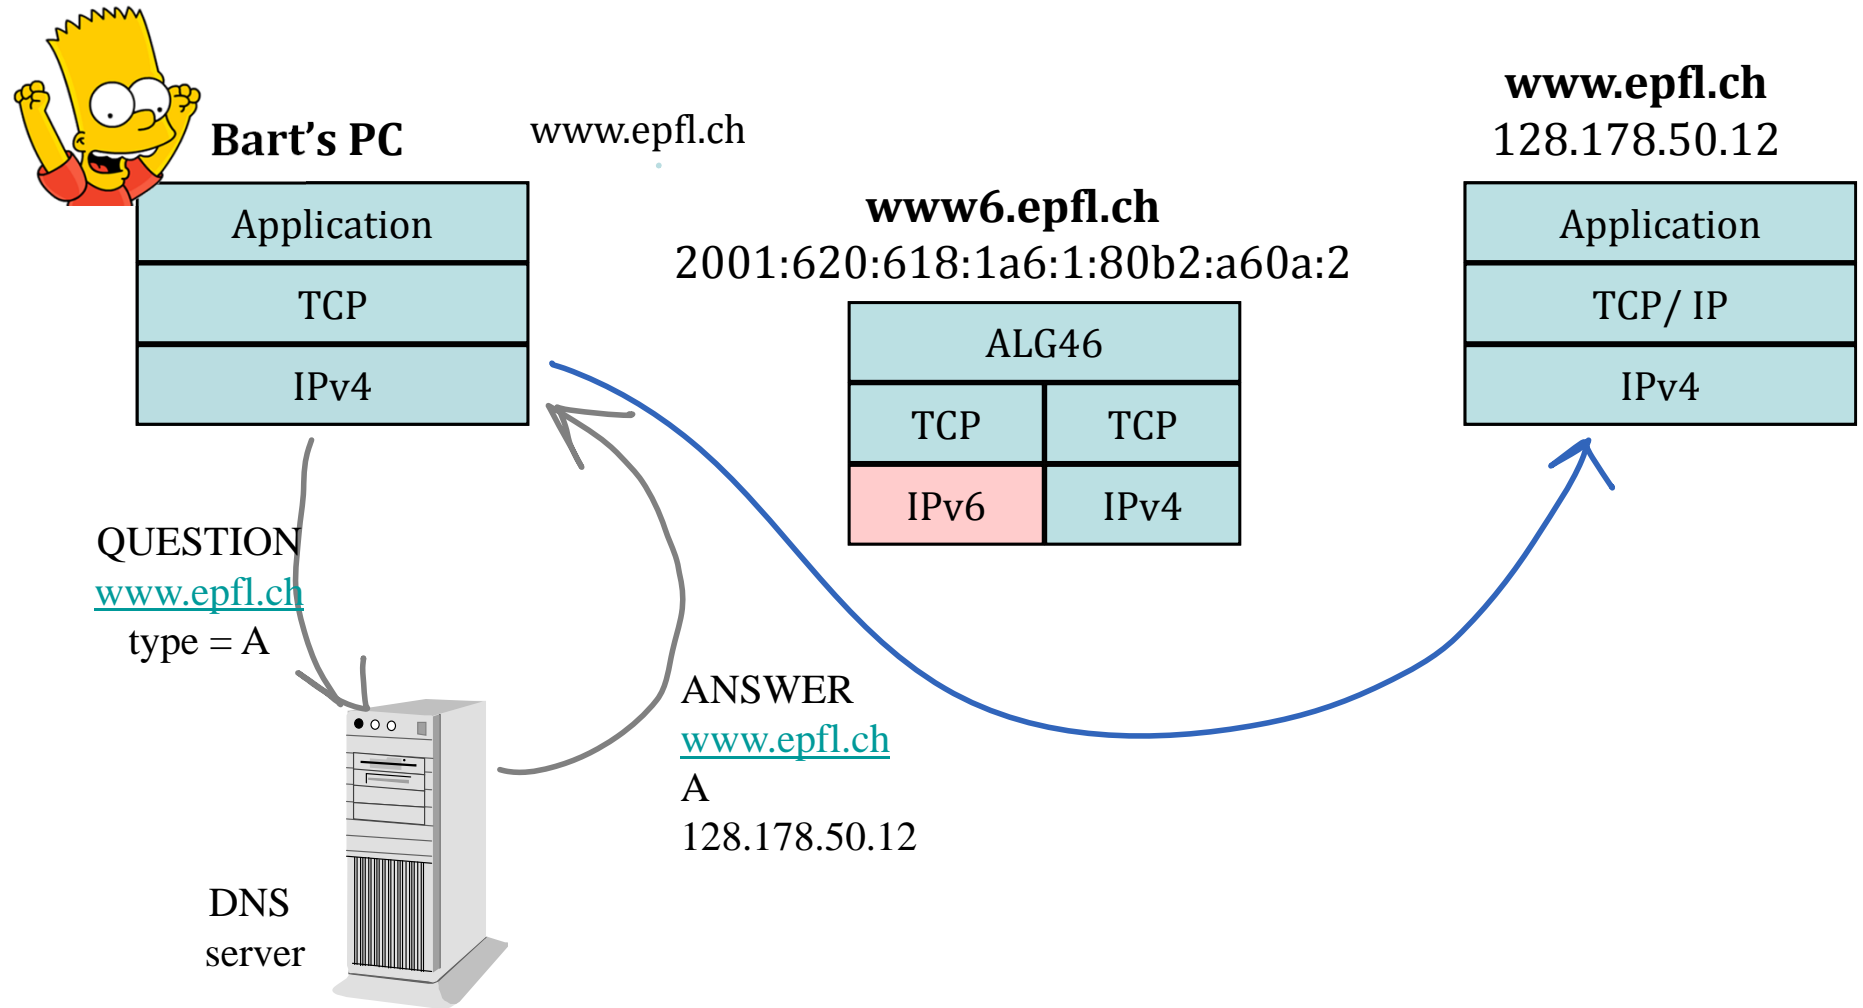 Bart's PC
www.epfl.ch
www.epfl.ch
128.178.50.12
www6.epfl.ch
2001:620:618:1a6:1:80b2:a60a:2
Application
TCP
IPv4
ALG46
TCP TCP
IPv6 IPv4
Application
TCP/ IP
IPv4
QUESTION
www.epfl.ch
type = A
ANSWER
www.epfl.ch
A
128.178.50.12
DNS
server